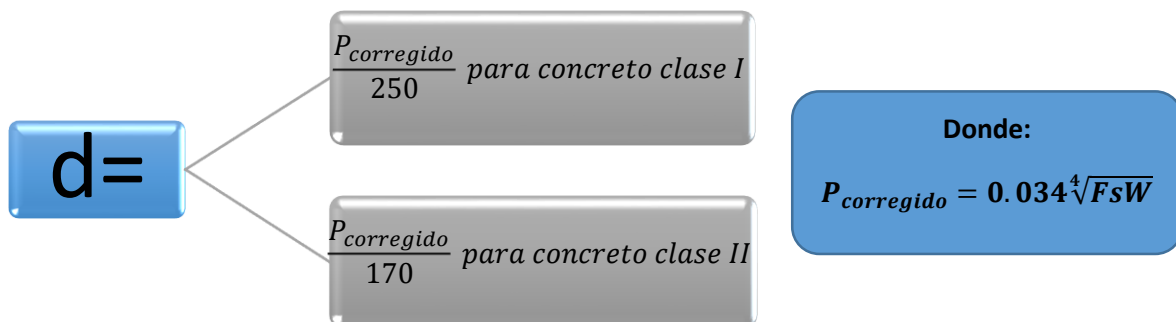 d=
P_corregido/250 para concreto clase I
P_corregido/170 para concreto clase II
Donde:
P_corregido = 0.034∜FsW